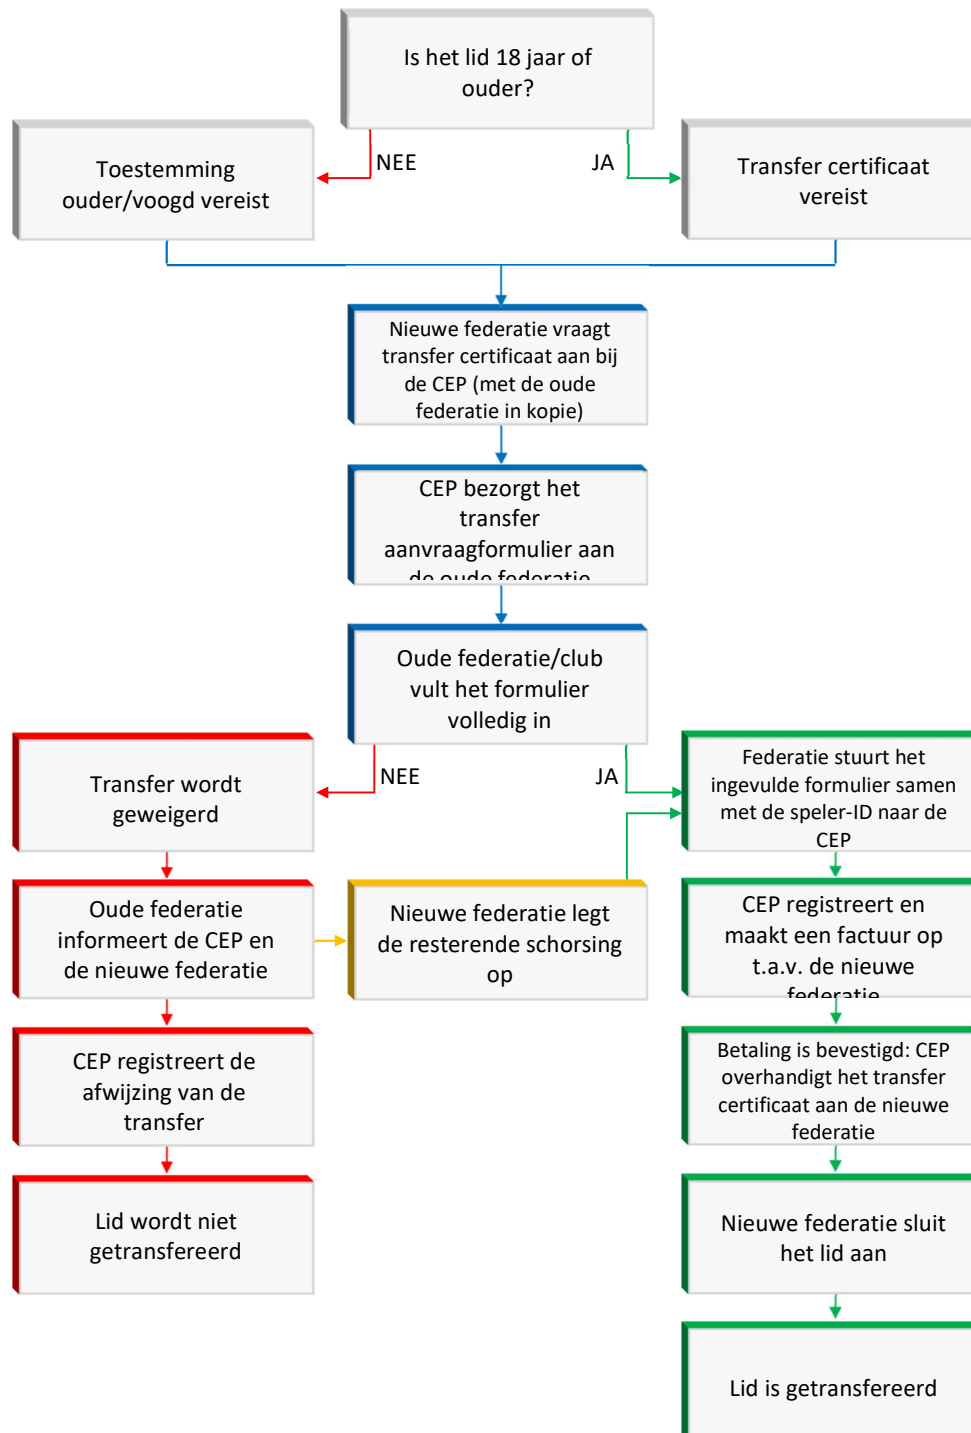 Is het lid 18 jaar of
ouder?
NEE
JA
Toestemming
ouder/voogd vereist
Transfer certificaat
vereist
Nieuwe federatie vraagt
transfer certificaat aan bij
de CEP (met de oude
federatie in kopie)
CEP bezorgt het
transfer
aanvraagformulier aan
de oude federatie
Oude federatie/club
vult het formulier
volledig in
NEE
JA
Transfer wordt
geweigerd
Federatie stuurt het
ingevulde formulier samen
met de speler-ID naar de
CEP
Oude federatie
informeert de CEP en
de nieuwe federatie
Nieuwe federatie legt
de resterende schorsing
op
CEP registreert en
maakt een factuur op
t.a.v. de nieuwe
federatie
CEP registreert de
afwijzing van de
transfer
Betaling is bevestigd: CEP
overhandigt het transfer
certificaat aan de nieuwe
federatie
Lid wordt niet
getransfereerd
Nieuwe federatie sluit
het lid aan
Lid is getransfereerd